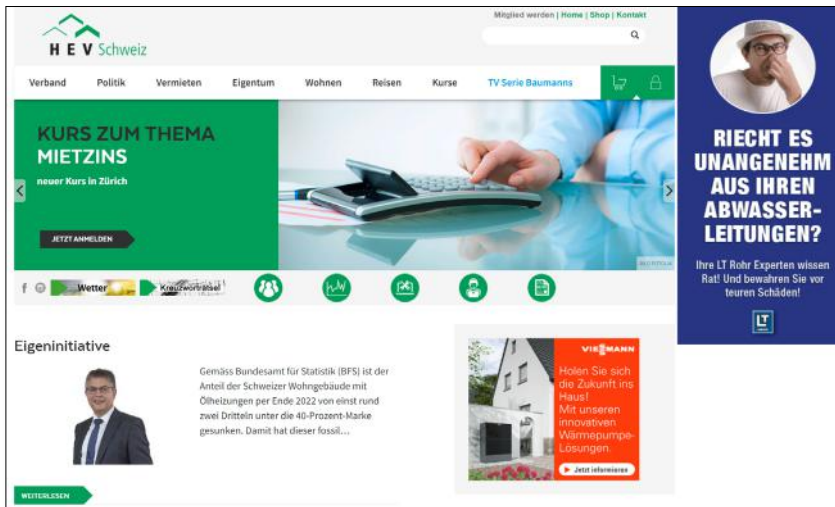 Mitglied werden | Home | Shop | Kontakt
HEV Schweiz
Verband Politik Vermieten Eigentum Wohnen Reisen Kurse TV Serie Baumanns
KURS ZUM THEMA
MIETZINS
neuer Kurs in Zürich
JETZT ANMELDEN
Wetter Kreuzworträtsel
RIECHT ES
UNANGENEHM
AUS IHREN
ABWASSER-
LEITUNGEN?
Ihre LT Rohr Experten wissen
Rat! Und bewahren Sie vor
teuren Schäden!
LT
Eigeninitiative
Gemäss Bundesamt für Statistik (BFS) ist der
Anteil der Schweizer Wohngebäude mit
Ölheizungen per Ende 2022 von einst rund
zwei Dritteln unter die 40-Prozent-Marke
gesunken. Damit hat dieser fossil...
WEITERLESEN
VIESSMANN
Holen Sie sich
die Zukunft ins
Haus!
Mit unseren
innovativen
Wärmepumpe-
Lösungen.
Jetzt informieren